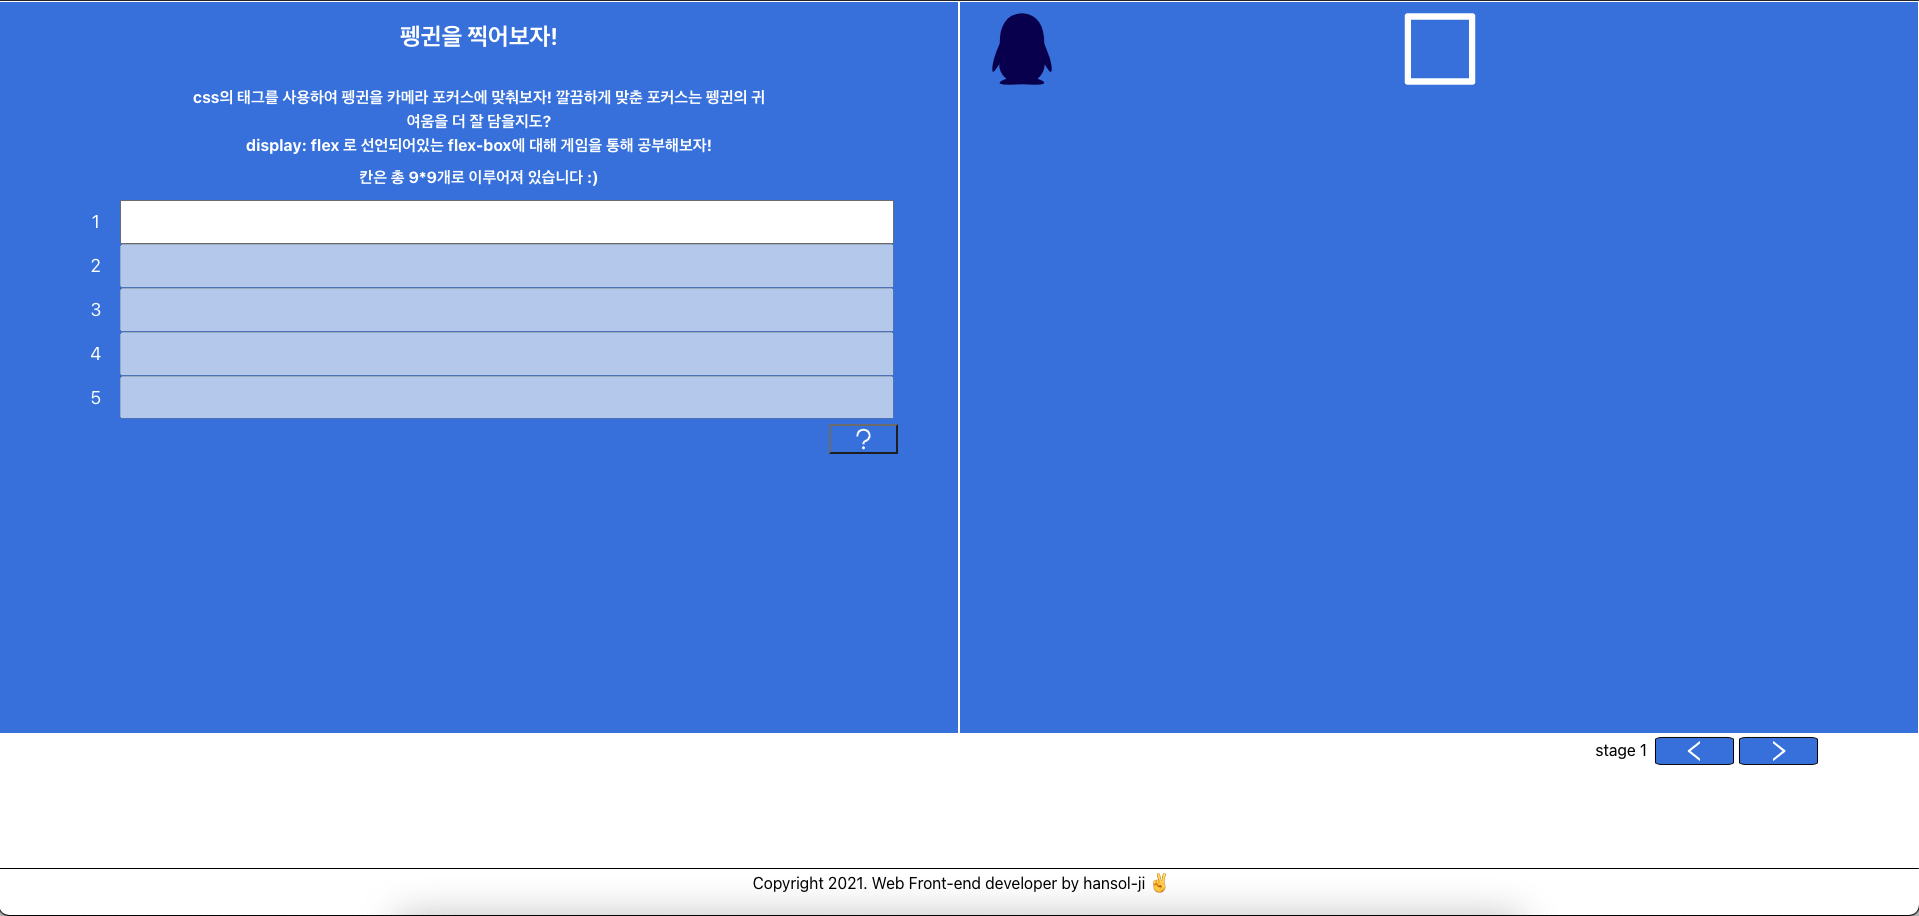 펭귄을 찍어보자!
css의 태그를 사용하여 펭귄을 카메라 포커스에 맞춰보자! 깔끔하게 맞춘 포커스는 펭귄의 귀
여움을 더 잘 담을지도?
display: flex 로 선언되어있는 flex-box에 대해 게임을 통해 공부해보자!
칸은 총 9*9개로 이루어져 있습니다 :)
1
2
3
4
5
?
stage 1 < >
Copyright 2021. Web Front-end developer by hansol-ji ✌️